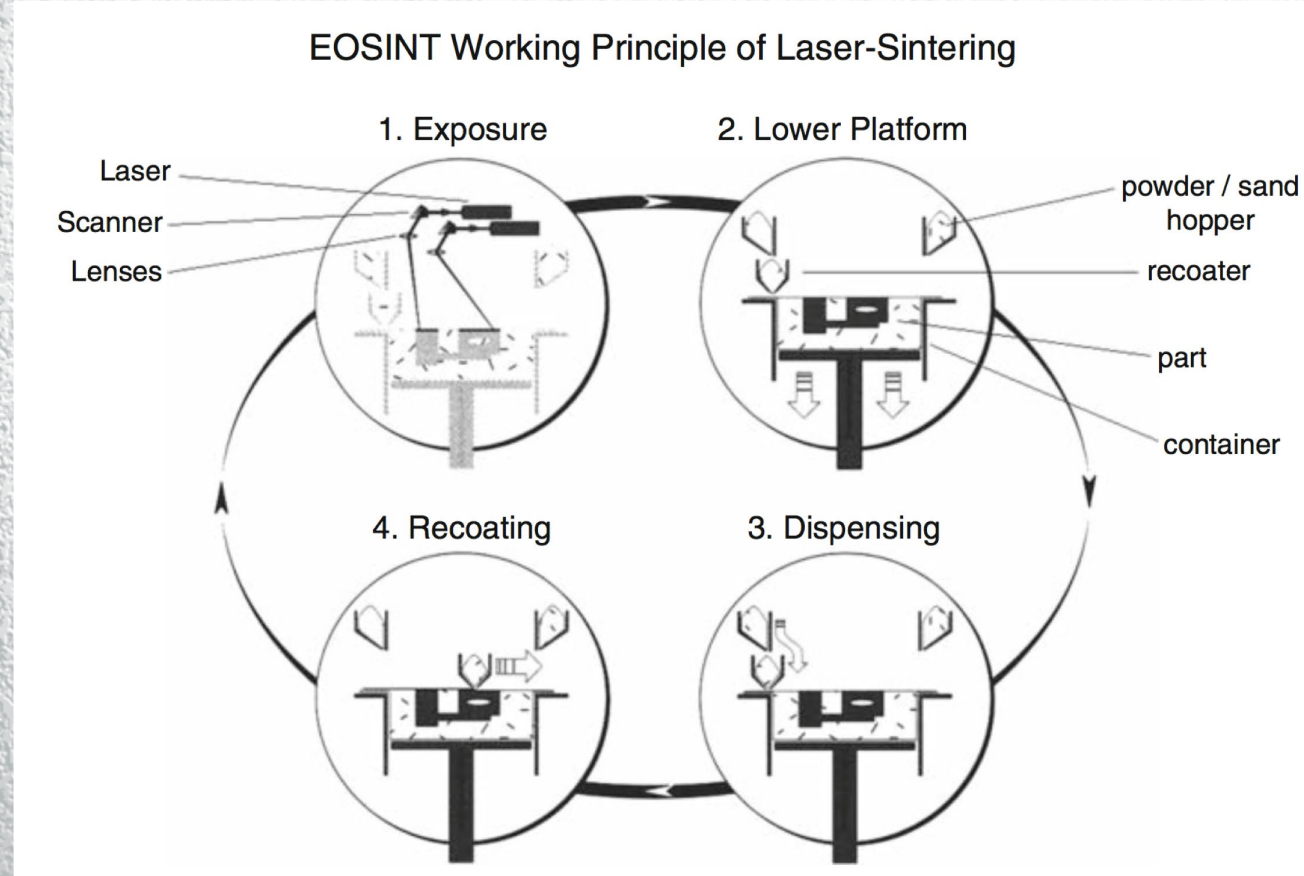 EOSINT Working Principle of Laser-Sintering
1. Exposure
2. Lower Platform
Laser
Scanner
Lenses
powder / sand
hopper
recoater
part
container
4. Recoating
3. Dispensing